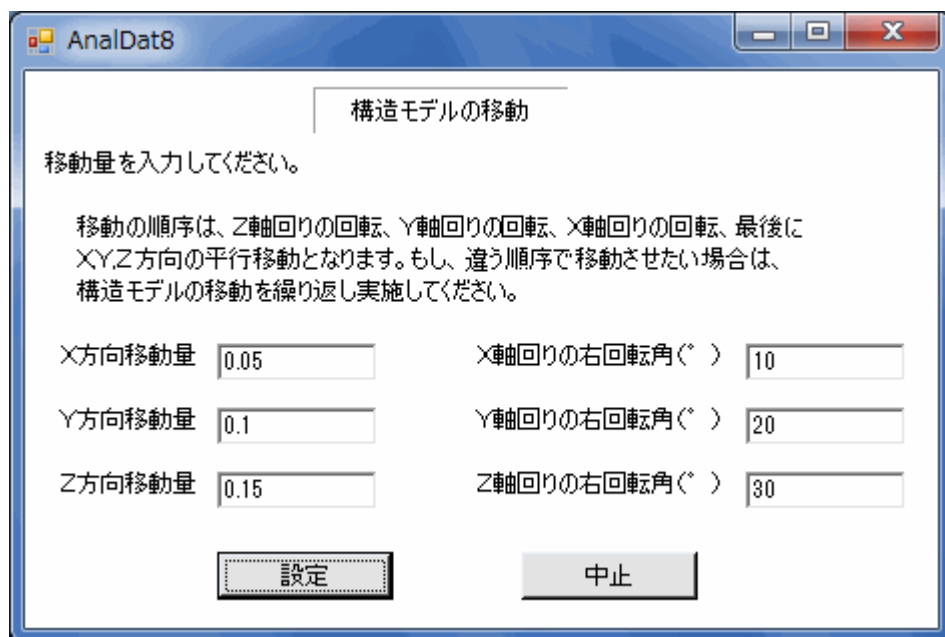 AnalDat8
構造モデルの移動
移動量を入力してください。
移動の順序は、Z軸回りの回転、Y軸回りの回転、X軸回りの回転、最後に
X,Y,Z方向の平行移動となります。もし、違う順序で移動させたい場合は、
構造モデルの移動を繰り返し実施してください。
X方向移動量 0.05 X軸回りの右回転角(°) 10
Y方向移動量 0.1 Y軸回りの右回転角(°) 20
Z方向移動量 0.15 Z軸回りの右回転角(°) 30
設定 中止